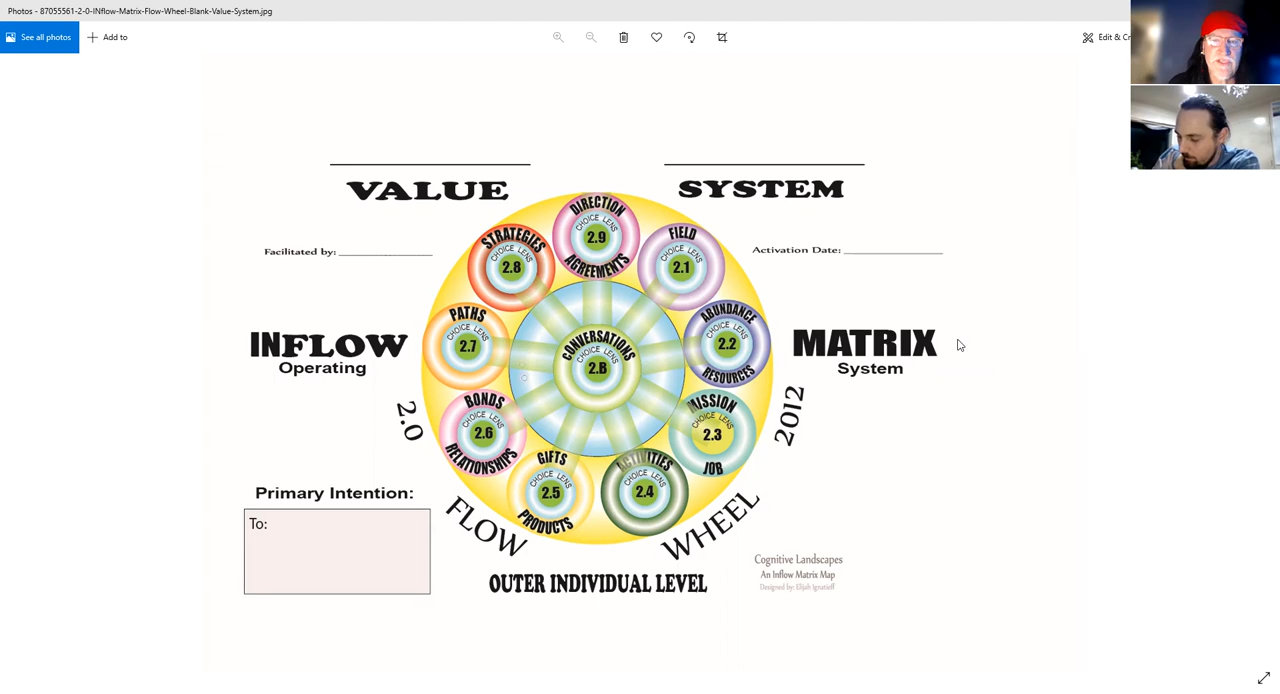 Photos - 87055561-2-0-INflow-Matrix-Flow-Wheel-Blank-Value-System.jpg
See all photos
Add to
Edit & Cr
VALUE
SYSTEM
Facilitated by:
Activation Date:
DIRECTION
CHOICE LENS
2.9
AGREEMENTS
STRATEGIES
CHOICE LENS
2.8
FIELD
CHOICE LENS
2.1
PATHS
CHOICE LENS
2.7
ABUNDANCE
CHOICE LENS
2.2
RESOURCES
CONVERSATIONS
CHOICE LENS
2.B
INFLOW
Operating
MATRIX
System
BONDS
CHOICE LENS
2.6
RELATIONSHIPS
MISSION
CHOICE LENS
2.3
JOB
2.0
2012
GIFTS
CHOICE LENS
2.5
PRODUCTS
ACTIVITIES
CHOICE LENS
2.4
Primary Intention:
To:
FLOW
WHEEL
OUTER INDIVIDUAL LEVEL
Cognitive Landscapes
An Inflow Matrix Map
Designed by: Elijah Ignatieff